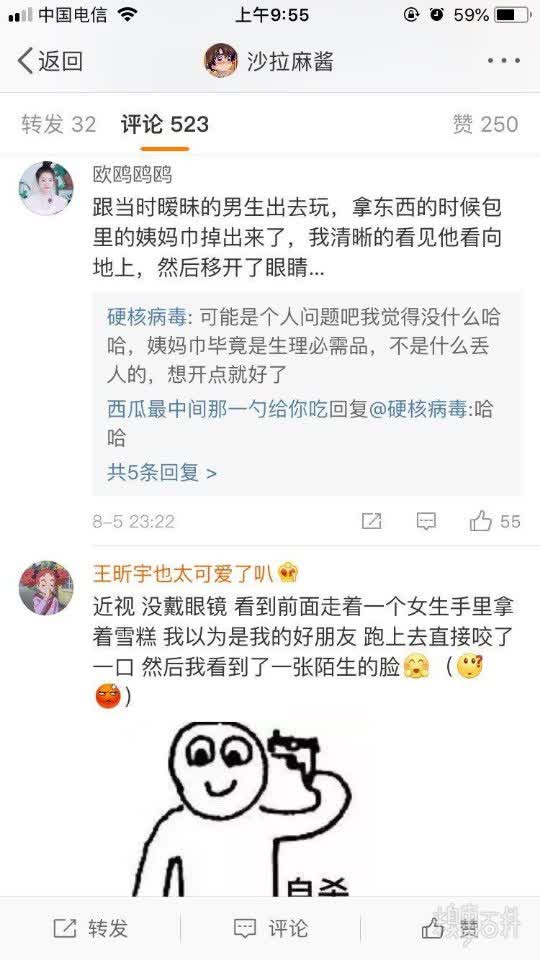 中国电信
上午9:55
59%
返回
沙拉麻酱
转发 32
评论 523
赞 250
欧鸥鸥鸥
跟当时暧昧的男生出去玩，拿东西的时候包
里的姨妈巾掉出来了，我清晰的看见他看向
地上，然后移开了眼睛...
硬核病毒: 可能是个人问题吧我觉得没什么哈
哈，姨妈巾毕竟是生理必需品，不是什么丢
人的，想开点就好了
西瓜最中间那一勺给你吃回复@硬核病毒:哈
哈
共5条回复 >
8-5 23:22
55
王昕宇也太可爱了叭
近视 没戴眼镜 看到前面走着一个女生手里拿
着雪糕 我以为是我的好朋友 跑上去直接咬了
一口 然后我看到了一张陌生的脸（
）
自杀
转发
评论
赞